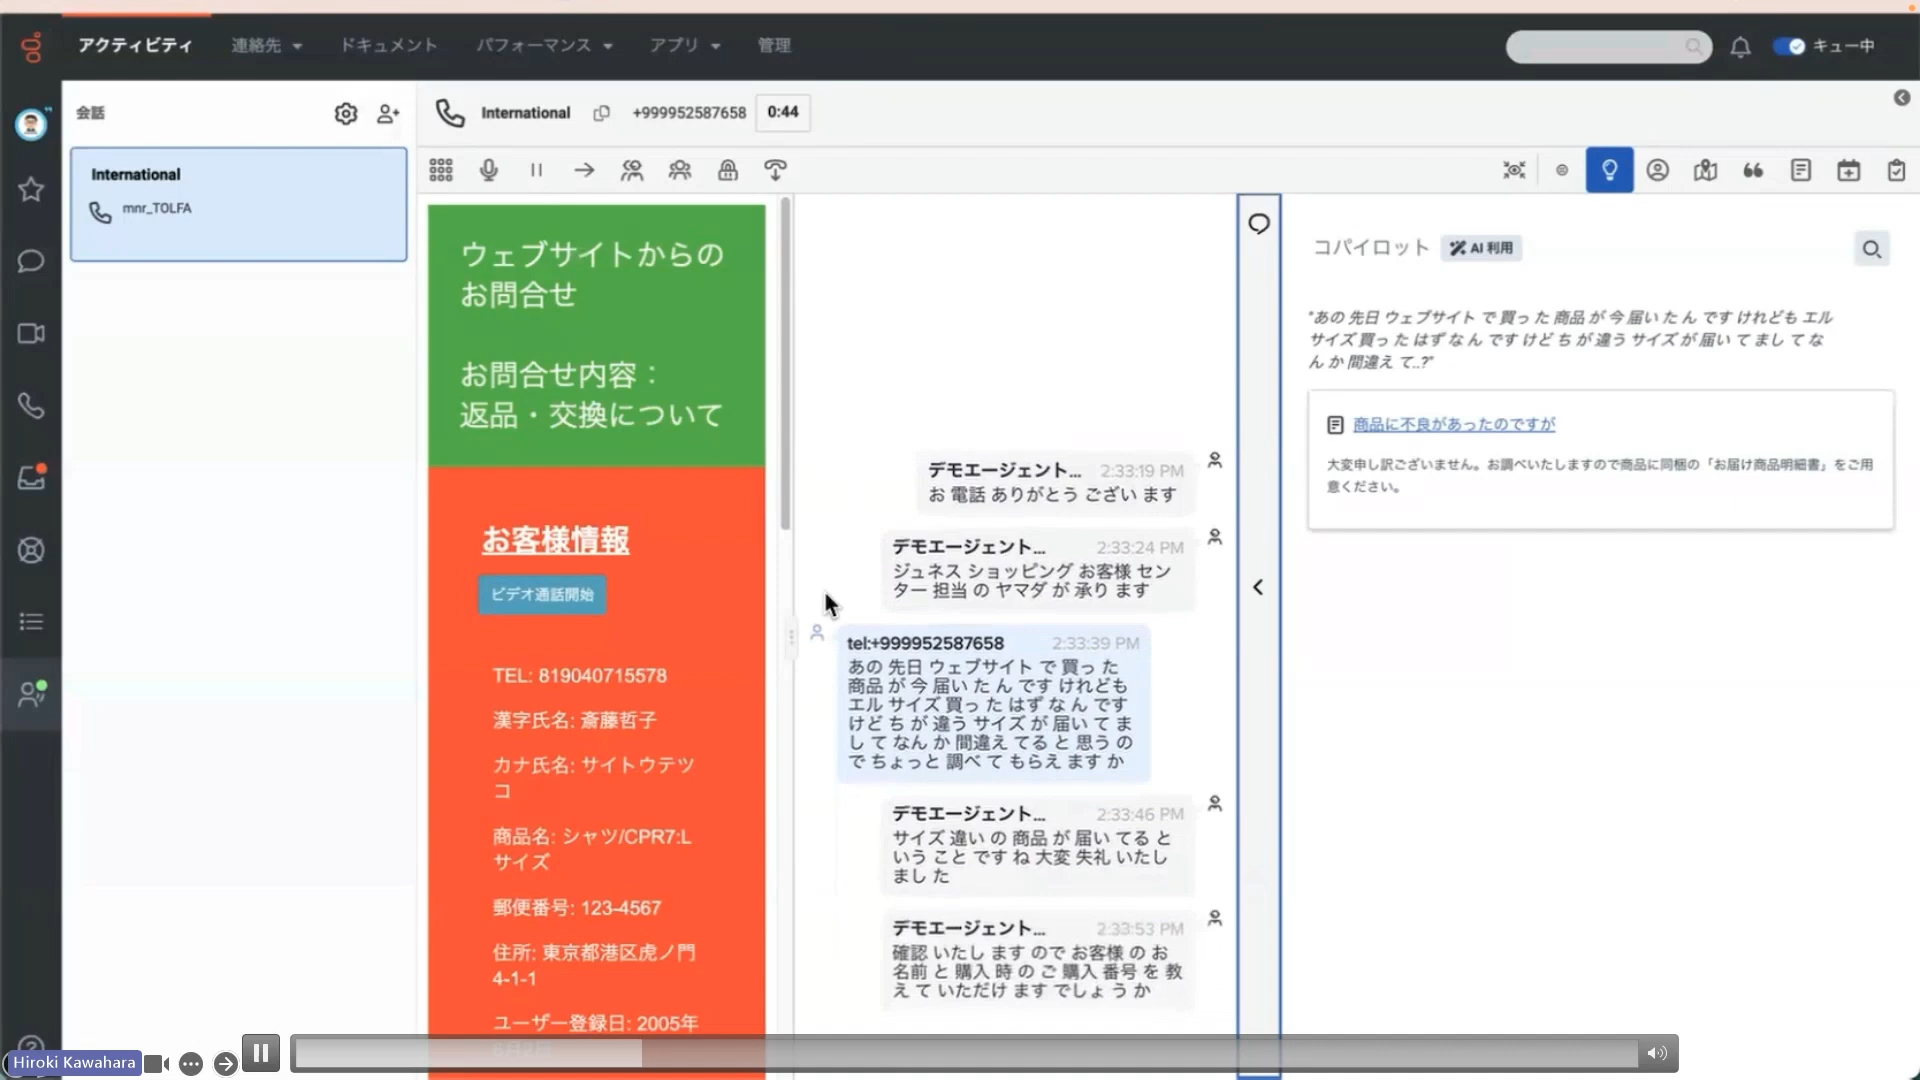 アクティビティ
連絡先
ドキュメント
パフォーマンス
アプリ
管理
キュー中
会話
International
+999952587658
0:44
International
mnr_TOLFA
ウェブサイトからの
お問合せ
お問合せ内容：
返品・交換について
お客様情報
ビデオ通話開始
TEL: 819040715578
漢字氏名: 斎藤哲子
カナ氏名: サイトウテツ
コ
商品名: シャツ/CPR7:L
サイズ
郵便番号: 123-4567
住所: 東京都港区虎ノ門
4-1-1
ユーザー登録日: 2005年
デモエージェント... 2:33:19 PM
お 電話 ありがとう ござい ます
デモエージェント... 2:33:24 PM
ジュネス ショッピング お客様 セン
ター 担当 の ヤマダ が 承り ます
tel:+999952587658 2:33:39 PM
あの 先日 ウェブサイト で 買っ た
商品 が 今 届い た ん です けれども
エル サイズ 買っ た はず な ん です
けど ち が 違う サイズ が 届い て ま
し て なん か 間違え てる と 思う の
で ちょっと 調べ て もらえ ます か
デモエージェント... 2:33:46 PM
サイズ 違い の 商品 が 届い てる と
いう こと です ね 大変 失礼 いたし
まし た
デモエージェント... 2:33:53 PM
確認 いたし ます ので お客様 の お
名前 と 購入 時 の ご 購入 番号 を 教
え て いただけ ます でしょ う か
コパイロット
AI 利用
"あの 先日 ウェブサイト で 買っ た 商品 が 今 届い た ん です けれども エル
サイズ 買っ た はず な ん です けど ち が 違う サイズ が 届い て まし て な
ん か 間違え て..?"
商品に不良があったのですが
大変申し訳ございません。お調べいたしますので商品に同梱の「お届け商品明細書」をご用
意ください。
Hiroki Kawahara